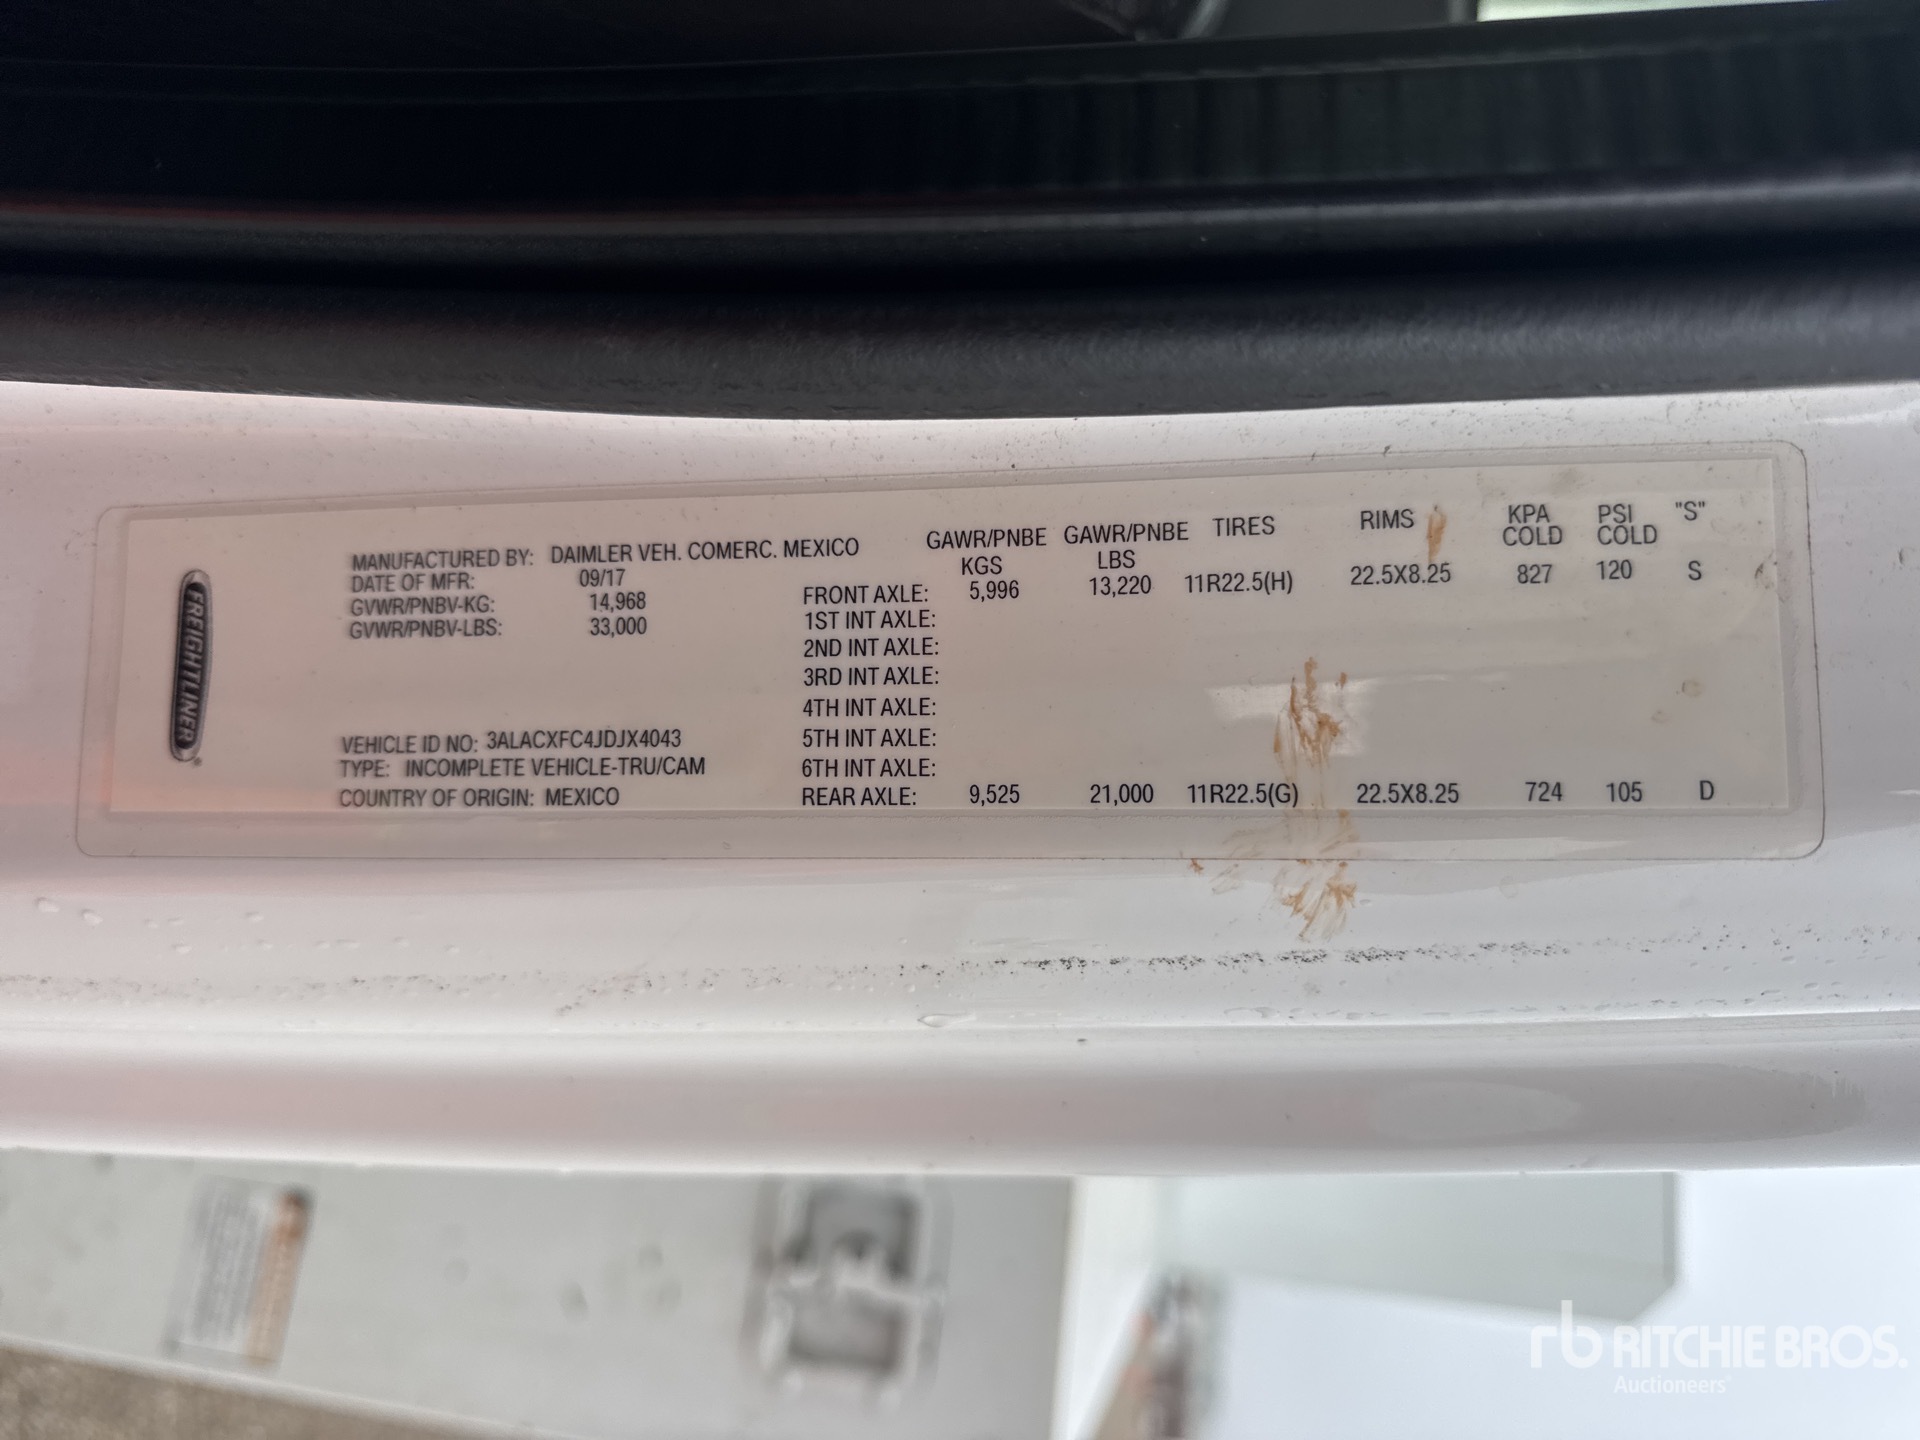 FREIGHTLINER®
MANUFACTURED BY: DAIMLER VEH. COMERC. MEXICO
DATE OF MFR: 09/17
GVWR/PNBV-KG: 14,968
GVWR/PNBV-LBS: 33,000
VEHICLE ID NO: 3ALACXFC4JDJX4043
TYPE: INCOMPLETE VEHICLE-TRU/CAM
COUNTRY OF ORIGIN: MEXICO
GAWR/PNBE GAWR/PNBE TIRES RIMS KPA PSI "S"
KGS LBS COLD COLD
FRONT AXLE: 5,996 13,220 11R22.5(H) 22.5X8.25 827 120 S
1ST INT AXLE:
2ND INT AXLE:
3RD INT AXLE:
4TH INT AXLE:
5TH INT AXLE:
6TH INT AXLE:
REAR AXLE: 9,525 21,000 11R22.5(G) 22.5X8.25 724 105 D
rb RITCHIE BROS.
Auctioneers